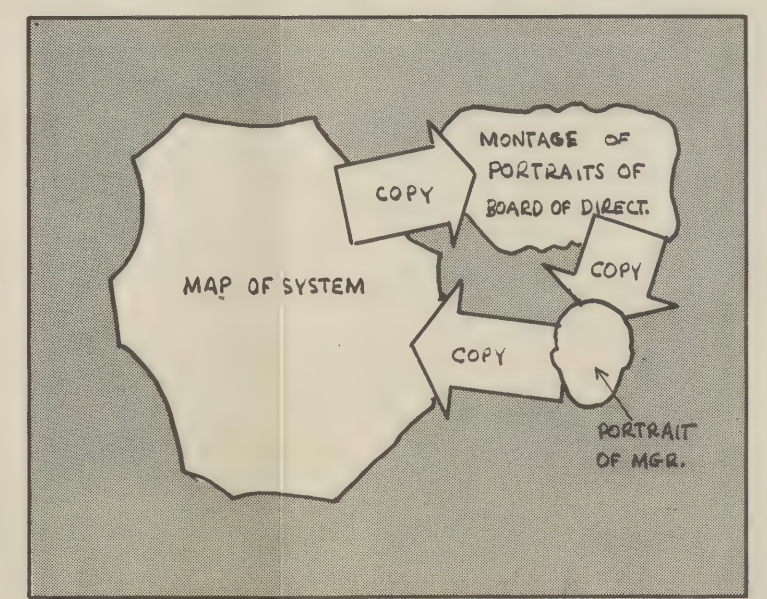 MAP OF SYSTEM
COPY
MONTAGE OF
PORTRAITS OF
BOARD OF DIRECT.
COPY
COPY
PORTRAIT
OF MGR.